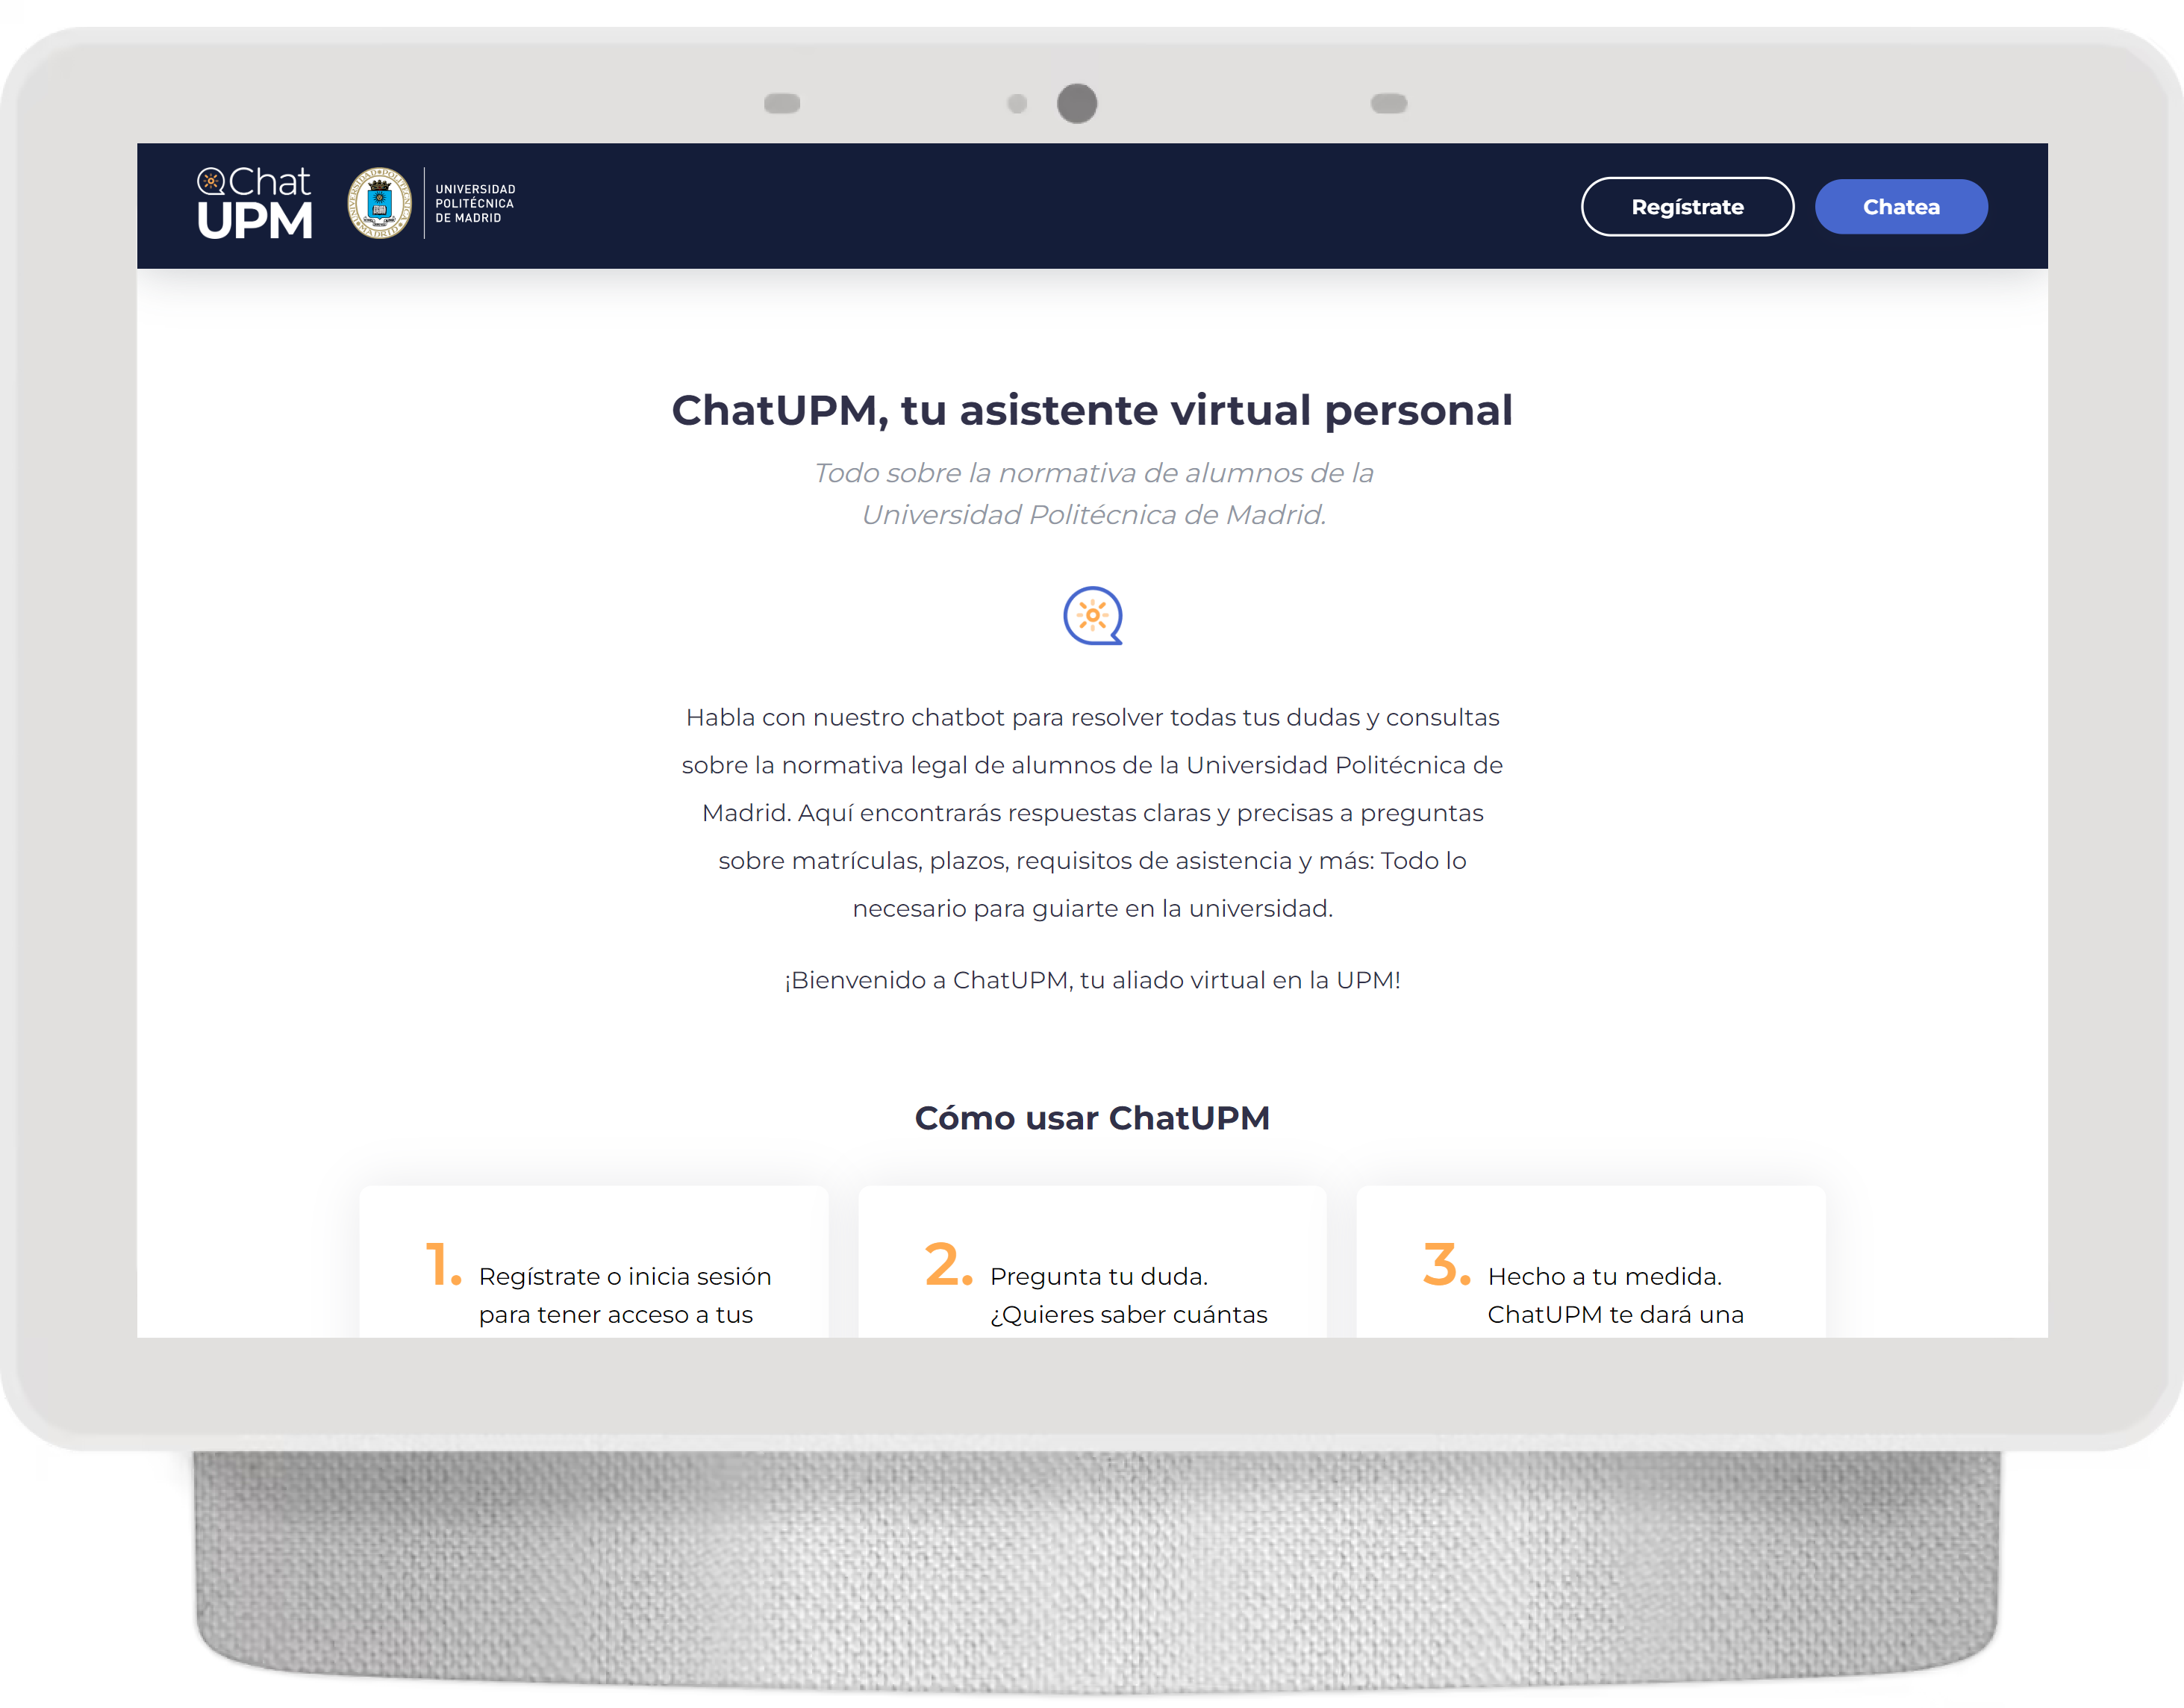 Chat
UPM
UNIVERSIDAD
POLITÉCNICA
DE MADRID
Regístrate
Chatea
ChatUPM, tu asistente virtual personal
Todo sobre la normativa de alumnos de la
Universidad Politécnica de Madrid.
Habla con nuestro chatbot para resolver todas tus dudas y consultas
sobre la normativa legal de alumnos de la Universidad Politécnica de
Madrid. Aquí encontrarás respuestas claras y precisas a preguntas
sobre matrículas, plazos, requisitos de asistencia y más: Todo lo
necesario para guiarte en la universidad.
¡Bienvenido a ChatUPM, tu aliado virtual en la UPM!
Cómo usar ChatUPM
1. Regístrate o inicia sesión
para tener acceso a tus
2. Pregunta tu duda.
¿Quieres saber cuántas
3. Hecho a tu medida.
ChatUPM te dará una